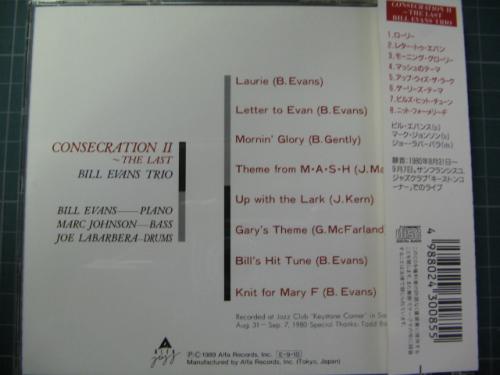 CONSECRATION II
~THE LAST
BILL EVANS TRIO
BILL EVANS——PIANO
MARC JOHNSON—BASS
JOE LABARBERA–DRUMS
Laurie (B.Evans)
Letter to Evan (B. Evans)
Mornin' Glory (B.Gently)
Theme from M•A•S•H (J.Ma
Up with the Lark (J. Kern)
Gary's Theme (G.McFarland
Bill's Hit Tune (B. Evans)
Knit for Mary F (B. Evans)
Recorded at Jazz Club "Keystone Corner" in Sa
Aug. 31—Sep. 7, 1980 Special Thanks: Todd Ba
Alfa
jazz
℗©1989 Alfa Records, Inc. E-9-10
Manufactured by Alfa Records, Inc. (Tokyo, Japan)
CONSECRATION II
~THE LAST
BILL EVANS TRIO
1.ローリー
2.レター・トゥ・エバン
3.モーニング・グローリー
4.マッシュのテーマ
5.アップ・ウィズ・ザ・ラーク
6.ゲーリーズ・テーマ
7.ビルズ・ヒット・チューン
8.ニット・フォー・メリーF
ビル・エバンス(p)
マーク・ジョンソン(b)
ジョー・ラバーバラ(ds)
録音:1980年8月31日〜
9月7日、サンフランシスコ、
ジャズクラブ「キーストンコ
ーナー」でのライブ
COMPACT
disc
DIGITAL AUDIO
4 988024 300855